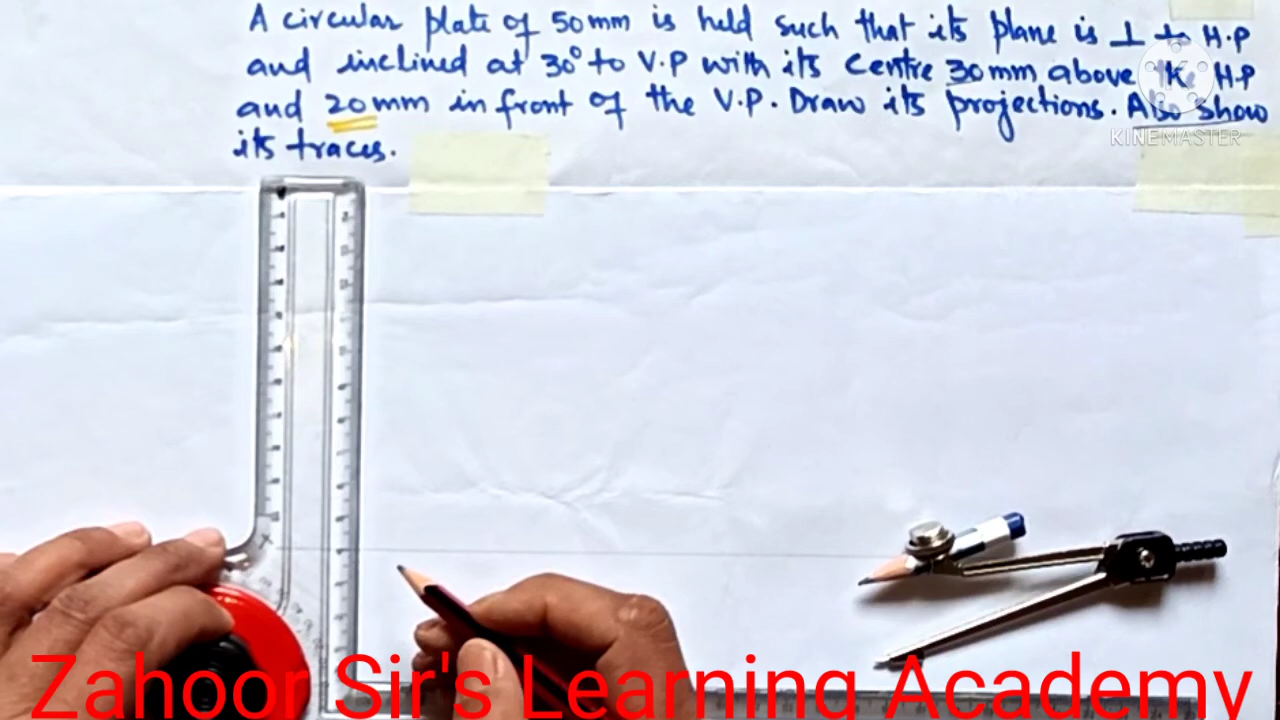 A circular plate of 50mm is held such that its plane is ⊥ to H.P
and inclined at 30° to V.P with its centre 30mm above H.P
and 20mm in front of the V.P. Draw its projections. Also show
its traces.
KINEMASTER
Zahoor Sir's Learning Academy